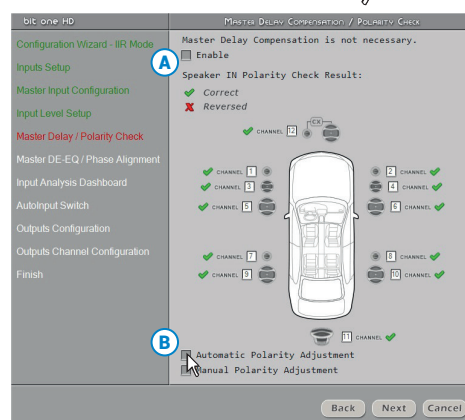 bit one HD
Master Delay Compensation / Polarity Check
Configuration Wizard - IIR Mode
Inputs Setup
Master Input Configuration
Input Level Setup
Master Delay / Polarity Check
Master DE-EQ / Phase Alignment
Input Analysis Dashboard
AutoInput Switch
Outputs Configuration
Outputs Channel Configuration
Finish
Master Delay Compensation is not necessary.
A
Enable
Speaker IN Polarity Check Result:
Correct
Reversed
CX
CHANNEL 12
CHANNEL 1
2 CHANNEL
CHANNEL 3
4 CHANNEL
CHANNEL 5
6 CHANNEL
CHANNEL 7
8 CHANNEL
CHANNEL 9
10 CHANNEL
11 CHANNEL
B
Automatic Polarity Adjustment
Manual Polarity Adjustment
Back Next Cancel